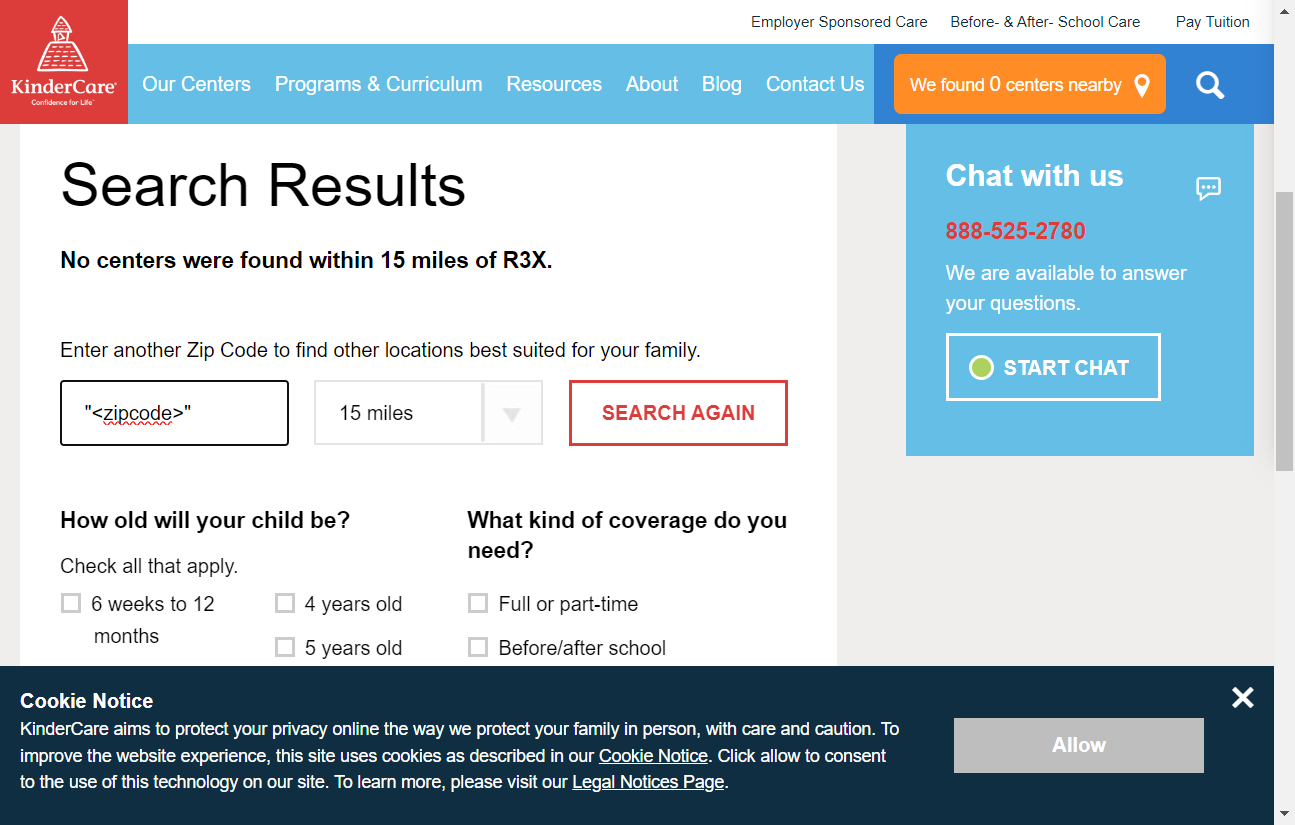 Employer Sponsored Care Before- & After- School Care Pay Tuition
KinderCare
Confidence for Life
Our Centers Programs & Curriculum Resources About Blog Contact Us
We found 0 centers nearby
Search Results
No centers were found within 15 miles of R3X.
Enter another Zip Code to find other locations best suited for your family.
"<zipcode>"
15 miles
SEARCH AGAIN
How old will your child be?
Check all that apply.
6 weeks to 12
months
4 years old
5 years old
What kind of coverage do you
need?
Full or part-time
Before/after school
Chat with us
888-525-2780
We are available to answer
your questions.
START CHAT
Cookie Notice
KinderCare aims to protect your privacy online the way we protect your family in person, with care and caution. To
improve the website experience, this site uses cookies as described in our Cookie Notice. Click allow to consent
to the use of this technology on our site. To learn more, please visit our Legal Notices Page.
Allow